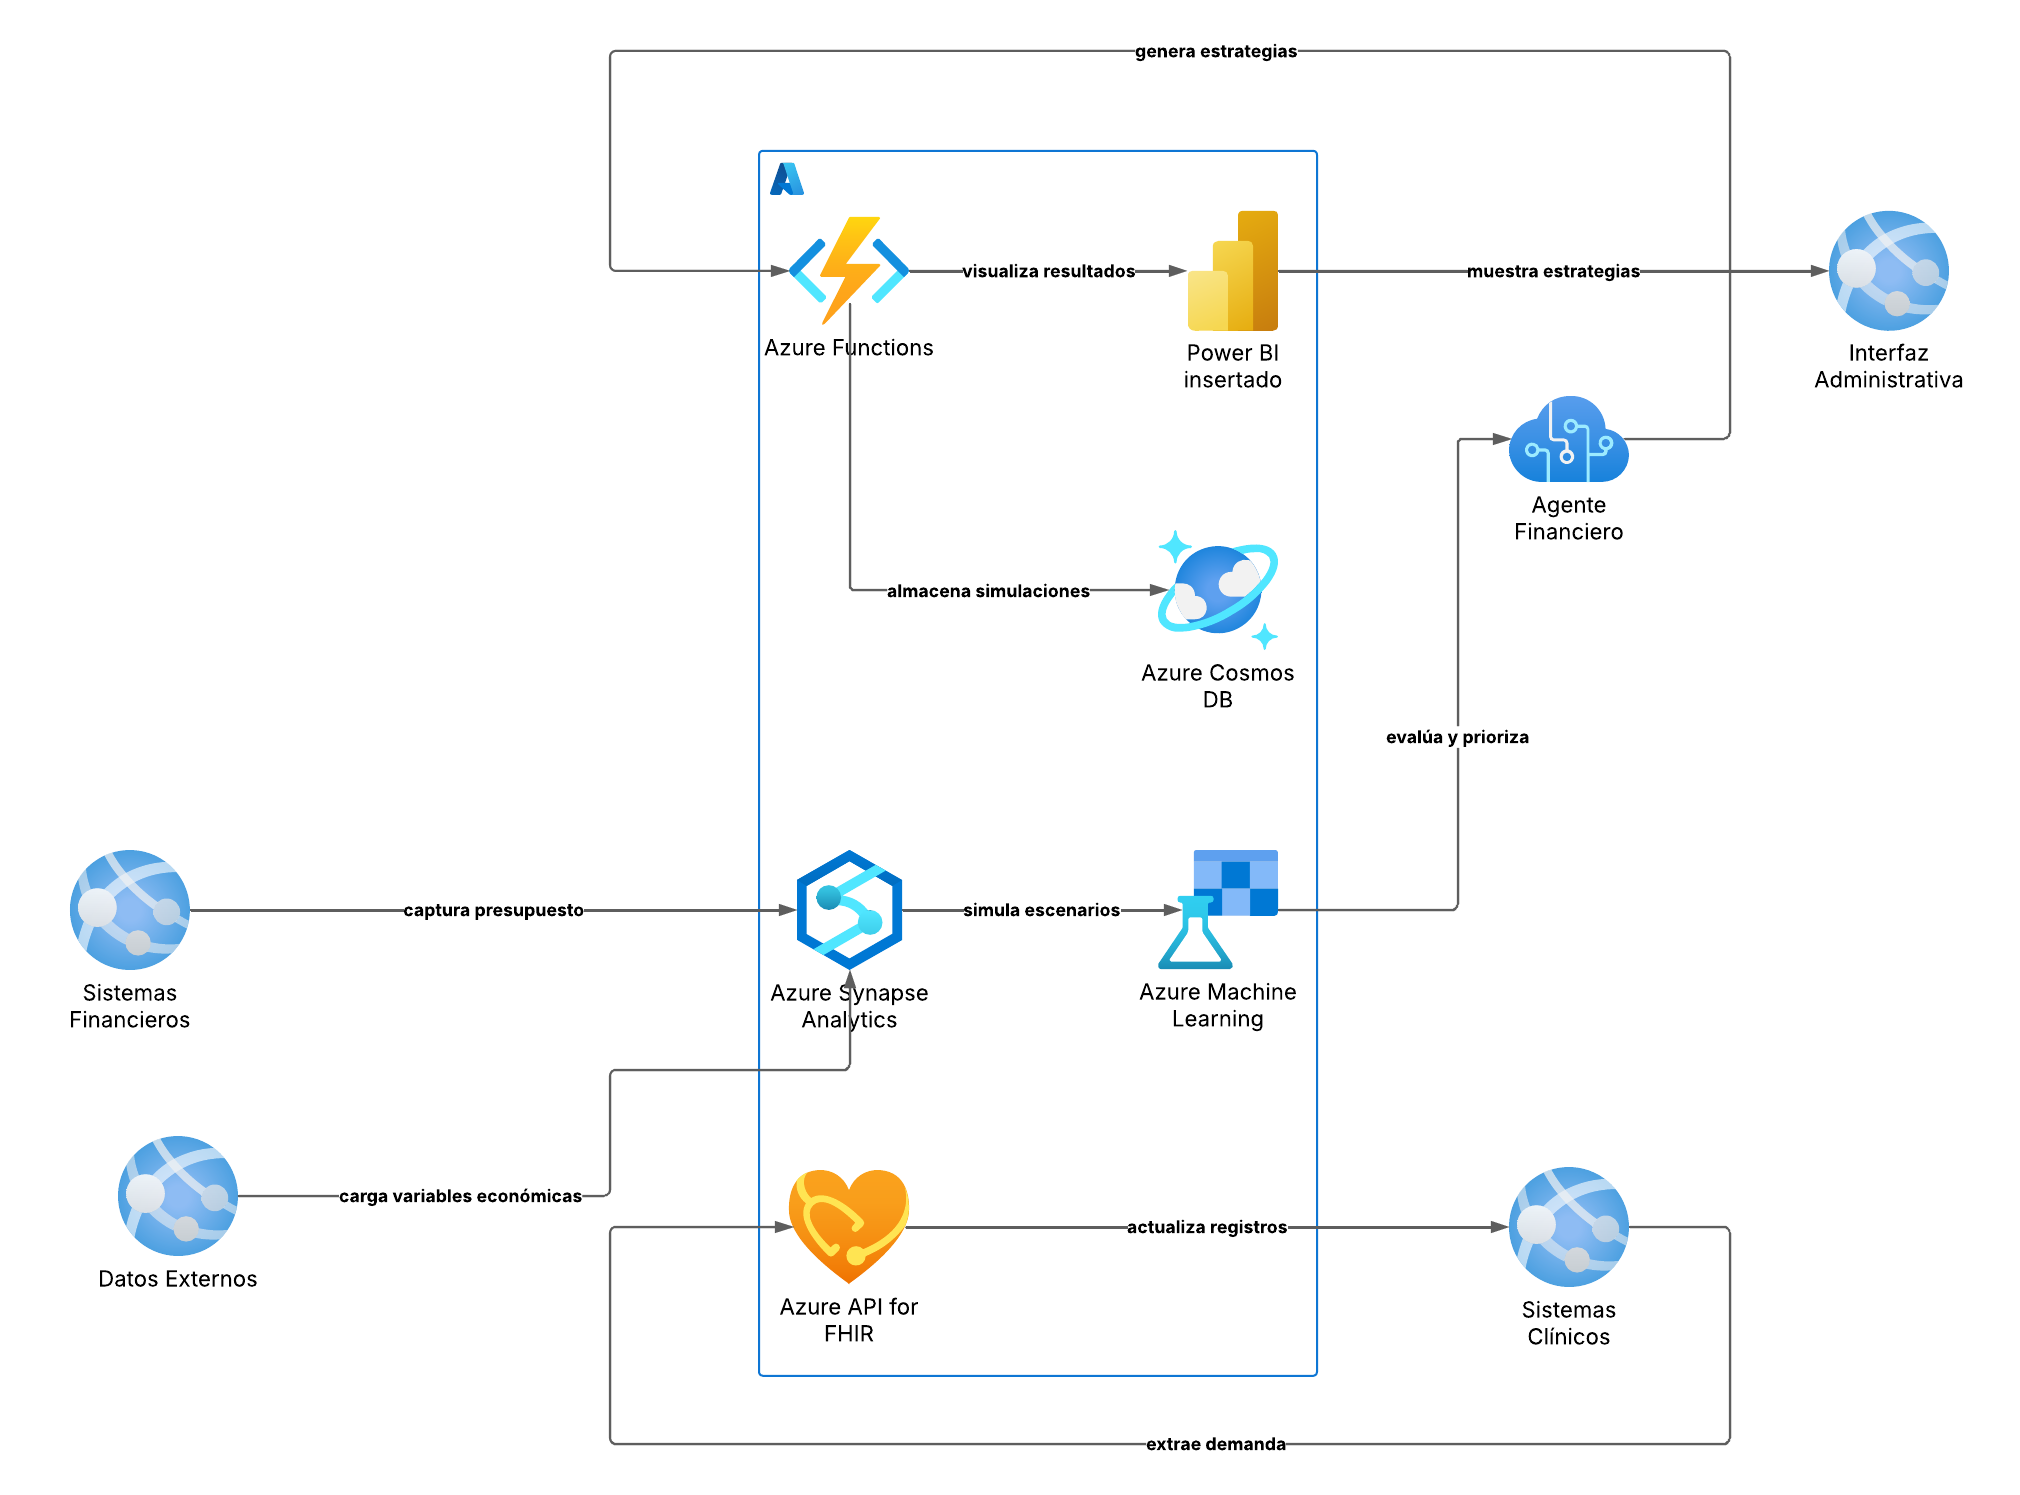 genera estrategias
Azure Functions
visualiza resultados
Power BI
insertado
muestra estrategias
Interfaz
Administrativa
Agente
Financiero
almacena simulaciones
Azure Cosmos
DB
evalúa y prioriza
Sistemas
Financieros
captura presupuesto
Azure Synapse
Analytics
simula escenarios
Azure Machine
Learning
Datos Externos
carga variables económicas
Azure API for
FHIR
actualiza registros
Sistemas
Clínicos
extrae demanda